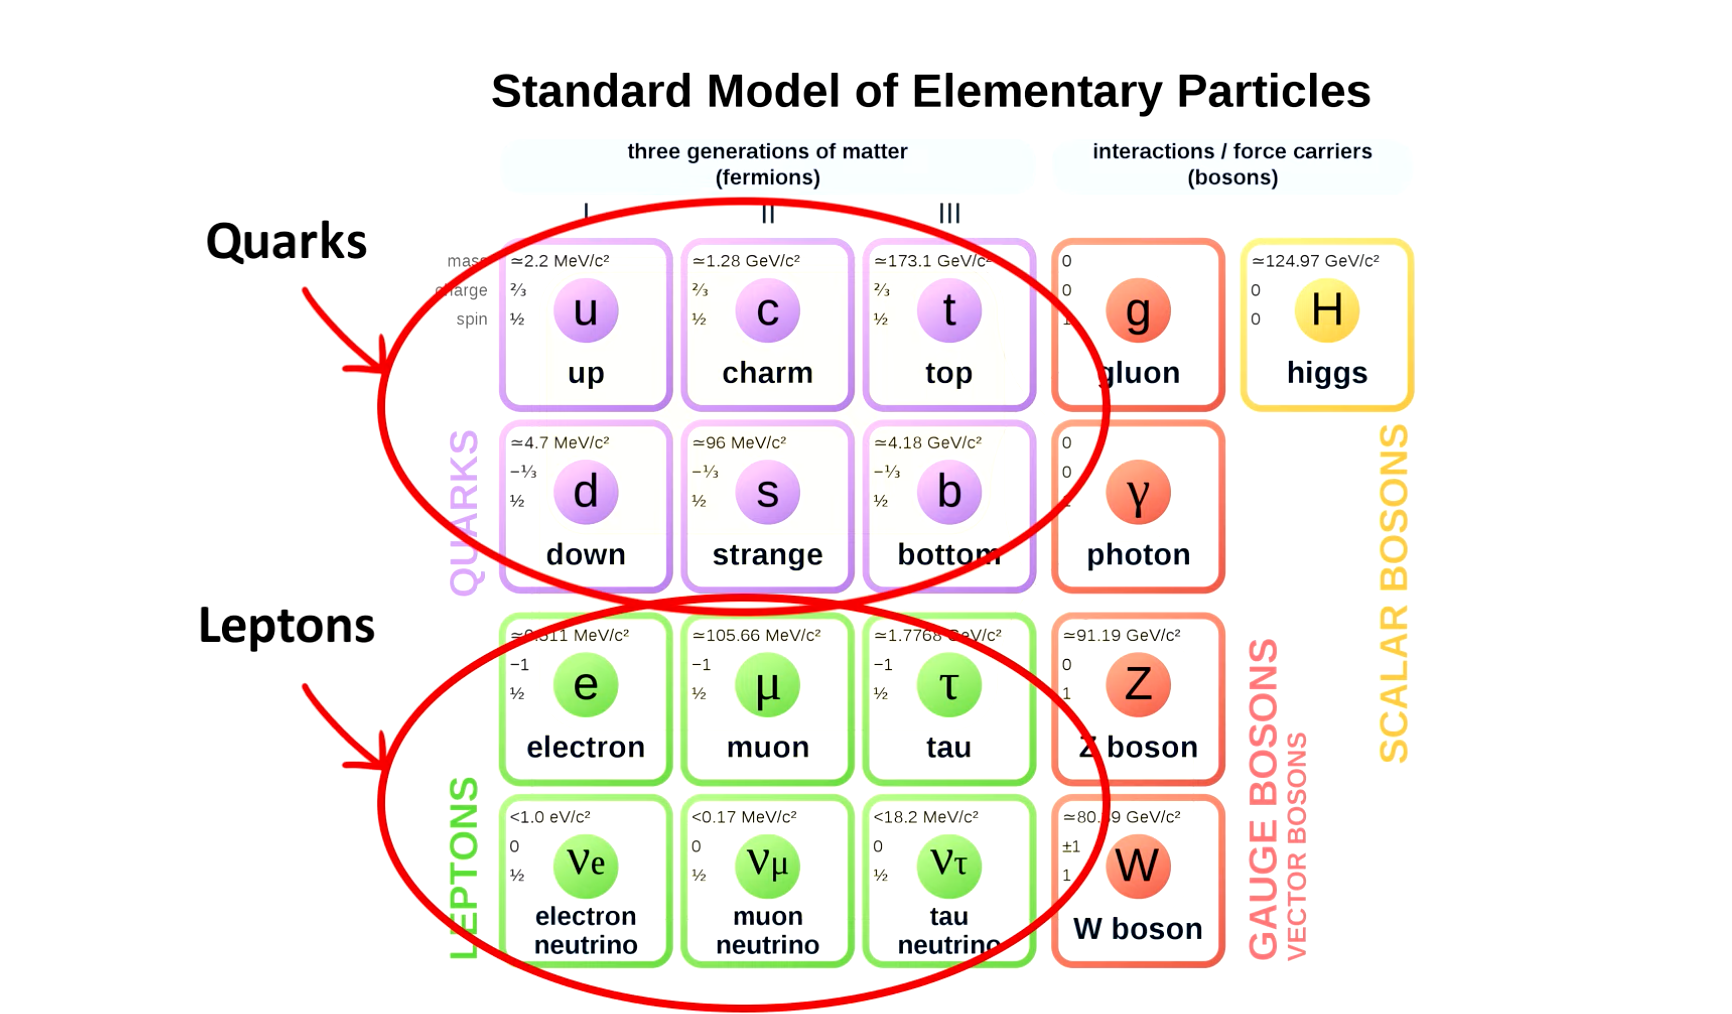 Standard Model of Elementary Particles
three generations of matter
(fermions)
interactions / force carriers
(bosons)
I
II
III
Quarks
mass
charge
spin
≃2.2 MeV/c²
⅔
½
u
up
≃1.28 GeV/c²
⅔
½
c
charm
≃173.1 GeV/c²
⅔
½
t
top
0
0
1
g
gluon
≃124.97 GeV/c²
0
0
H
higgs
QUARKS
≃4.7 MeV/c²
−⅓
½
d
down
≃96 MeV/c²
−⅓
½
s
strange
≃4.18 GeV/c²
−⅓
½
b
bottom
0
0
1
γ
photon
SCALAR BOSONS
Leptons
LEPTONS
≃0.511 MeV/c²
−1
½
e
electron
≃105.66 MeV/c²
−1
½
μ
muon
≃1.7768 GeV/c²
−1
½
τ
tau
≃91.19 GeV/c²
0
1
Z
Z boson
<1.0 eV/c²
0
½
νe
electron
neutrino
<0.17 MeV/c²
0
½
νμ
muon
neutrino
<18.2 MeV/c²
0
½
ντ
tau
neutrino
≃80.39 GeV/c²
±1
1
W
W boson
GAUGE BOSONS
VECTOR BOSONS